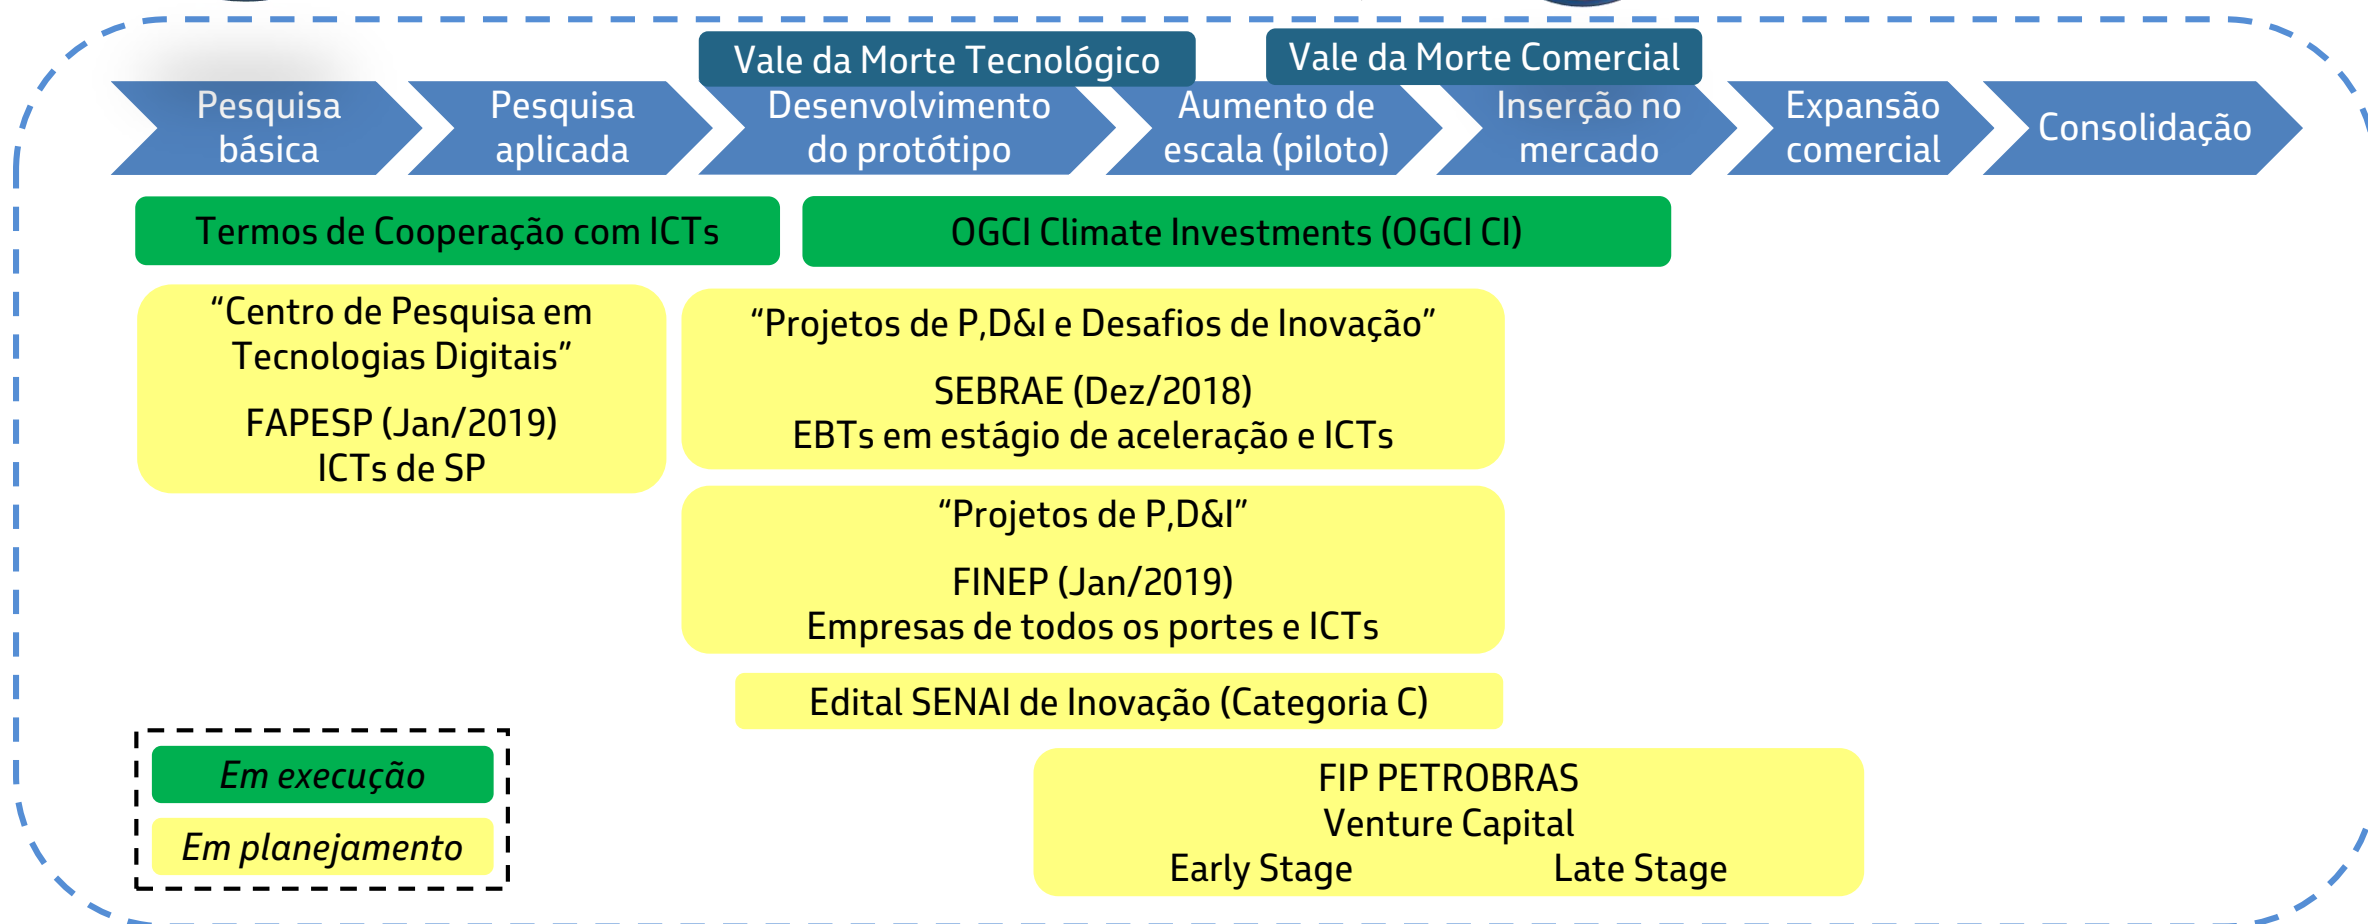 Vale da Morte Tecnológico
Vale da Morte Comercial
Pesquisa
básica
Pesquisa
aplicada
Desenvolvimento
do protótipo
Aumento de
escala (piloto)
Inserção no
mercado
Expansão
comercial
Consolidação
Termos de Cooperação com ICTs
OGCI Climate Investments (OGCI CI)
“Centro de Pesquisa em
Tecnologias Digitais”
FAPESP (Jan/2019)
ICTs de SP
“Projetos de P,D&I e Desafios de Inovação”
SEBRAE (Dez/2018)
EBTs em estágio de aceleração e ICTs
“Projetos de P,D&I”
FINEP (Jan/2019)
Empresas de todos os portes e ICTs
Edital SENAI de Inovação (Categoria C)
FIP PETROBRAS
Venture Capital
Early Stage Late Stage
Em execução
Em planejamento